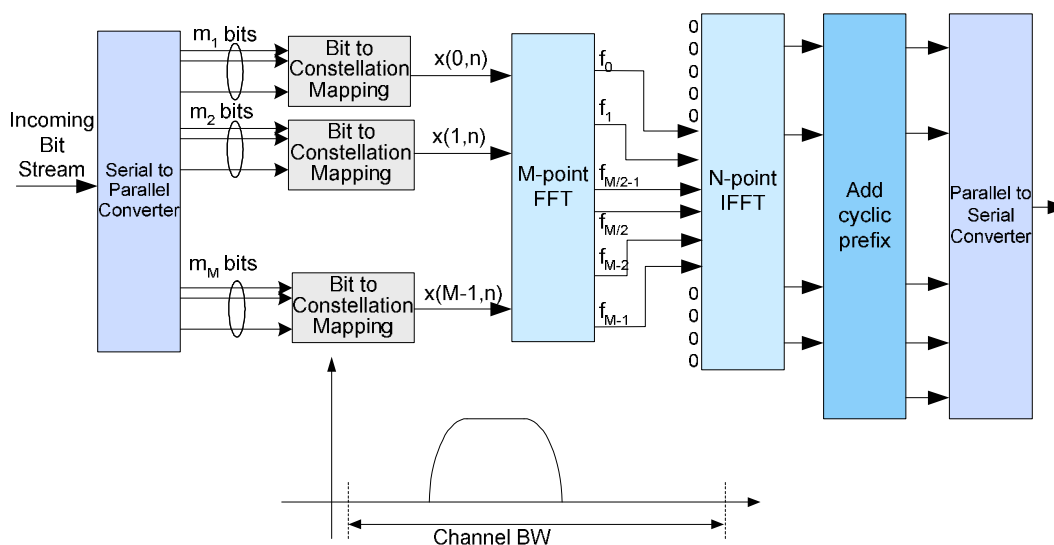 Incoming
Bit
Stream
Serial to
Parallel
Converter
m1 bits
m2 bits
mM bits
Bit to
Constellation
Mapping
Bit to
Constellation
Mapping
Bit to
Constellation
Mapping
x(0,n)
x(1,n)
x(M-1,n)
M-point
FFT
f0
f1
fM/2-1
fM/2
fM-2
fM-1
0
0
0
0
0
0
0
0
0
N-point
IFFT
Add
cyclic
prefix
Parallel to
Serial
Converter
Channel BW